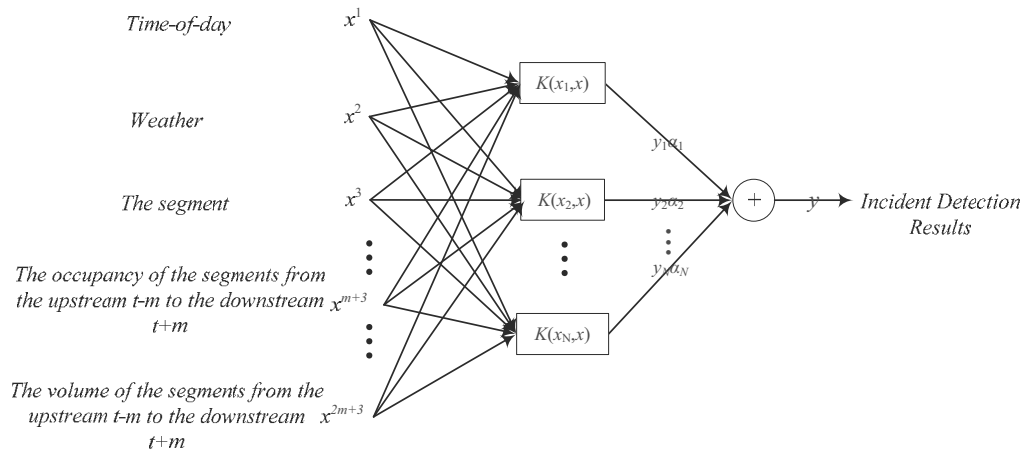 Time-of-day
x^1
K(x_1,x)
Weather
x^2
y_1α_1
The segment
x^3
K(x_2,x)
y_2α_2
+
y
Incident Detection
Results
The occupancy of the segments from
the upstream t-m to the downstream
t+m
x^{m+3}
y_Nα_N
K(x_N,x)
The volume of the segments from the
upstream t-m to the downstream
t+m
x^{2m+3}